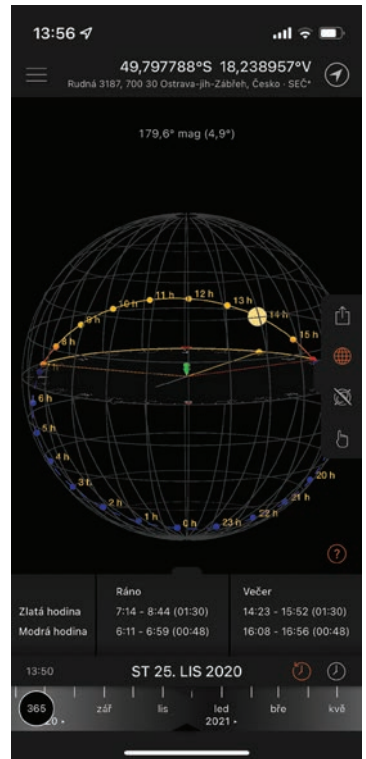 13:56
49,797788°S 18,238957°V
Rudná 3187, 700 30 Ostrava-jih-Zábřeh, Česko · SEČ*
179,6° mag (4,9°)
11 h
12 h
10 h
13 h
9 h
14 h
8 h
15 h
6 h
5 h
4 h
3 h
2 h
1 h
0 h
23 h
22 h
21 h
20 h
?
Ráno
Večer
Zlatá hodina
7:14 - 8:44 (01:30)
14:23 - 15:52 (01:30)
Modrá hodina
6:11 - 6:59 (00:48)
16:08 - 16:56 (00:48)
13:50
ST 25. LIS 2020
365
zář
lis
led
bře
kvě
20 •
2021 •